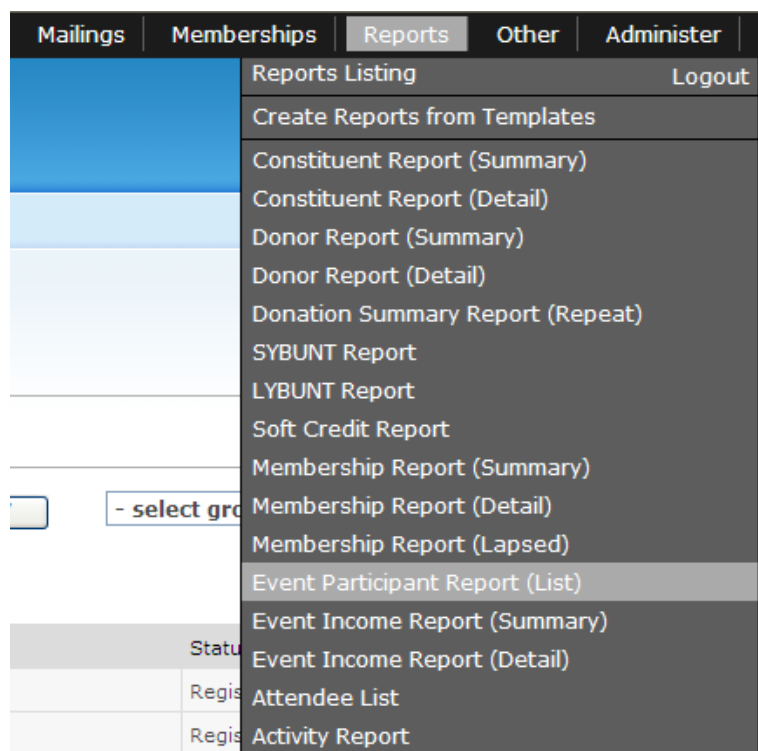 Mailings Memberships Reports Other Administer
Reports Listing Logout
Create Reports from Templates
Constituent Report (Summary)
Constituent Report (Detail)
Donor Report (Summary)
Donor Report (Detail)
Donation Summary Report (Repeat)
SYBUNT Report
LYBUNT Report
Soft Credit Report
Membership Report (Summary)
- select gro
Membership Report (Detail)
Membership Report (Lapsed)
Event Participant Report (List)
Event Income Report (Summary)
Statu
Event Income Report (Detail)
Regis
Attendee List
Regis
Activity Report